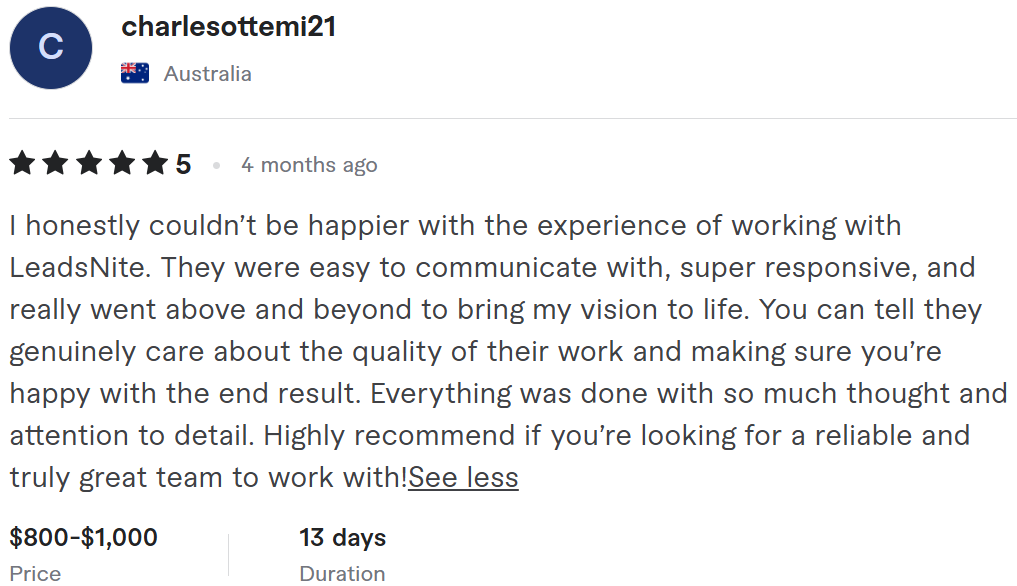 C
charlesottemi21
Australia
5 • 4 months ago
I honestly couldn’t be happier with the experience of working with
LeadsNite. They were easy to communicate with, super responsive, and
really went above and beyond to bring my vision to life. You can tell they
genuinely care about the quality of their work and making sure you’re
happy with the end result. Everything was done with so much thought and
attention to detail. Highly recommend if you’re looking for a reliable and
truly great team to work with!See less
$800-$1,000 13 days
Price Duration